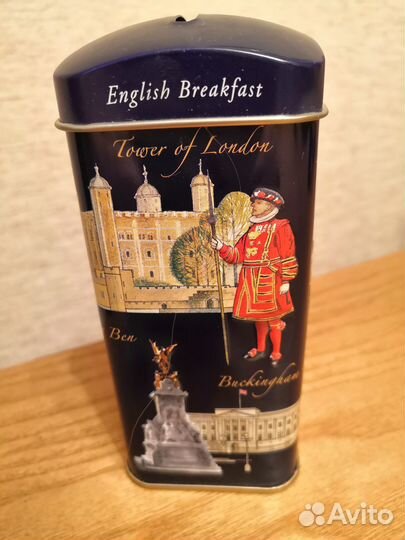 English Breakfast
Tower of London
Ben
Buckingham
Avito